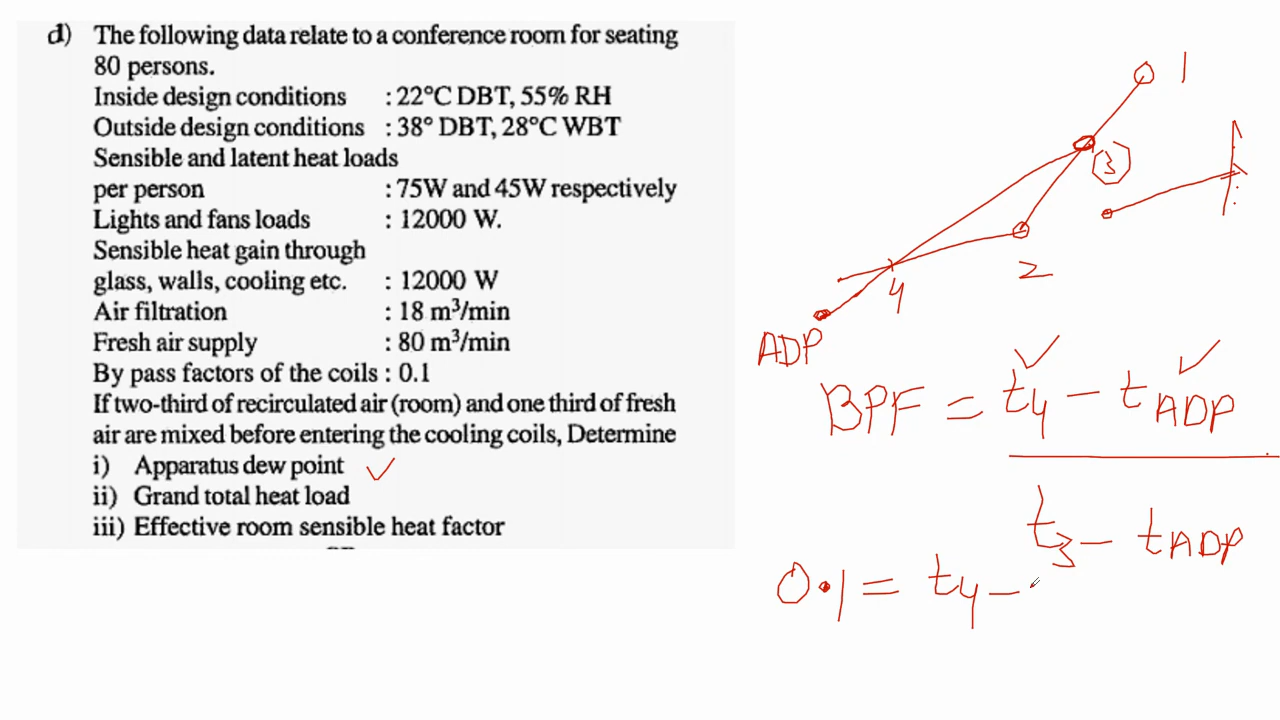 d) The following data relate to a conference room for seating
80 persons.
Inside design conditions : 22°C DBT, 55% RH
Outside design conditions : 38° DBT, 28°C WBT
Sensible and latent heat loads
per person : 75W and 45W respectively
Lights and fans loads : 12000 W.
Sensible heat gain through
glass, walls, cooling etc. : 12000 W
Air filtration : 18 m³/min
Fresh air supply : 80 m³/min
By pass factors of the coils : 0.1
If two-third of recirculated air (room) and one third of fresh
air are mixed before entering the cooling coils, Determine
i) Apparatus dew point ✓
ii) Grand total heat load
iii) Effective room sensible heat factor
1
3
2
4
ADP
BPF = t4 - tADP
t3 - tADP
0.1 = t4 -